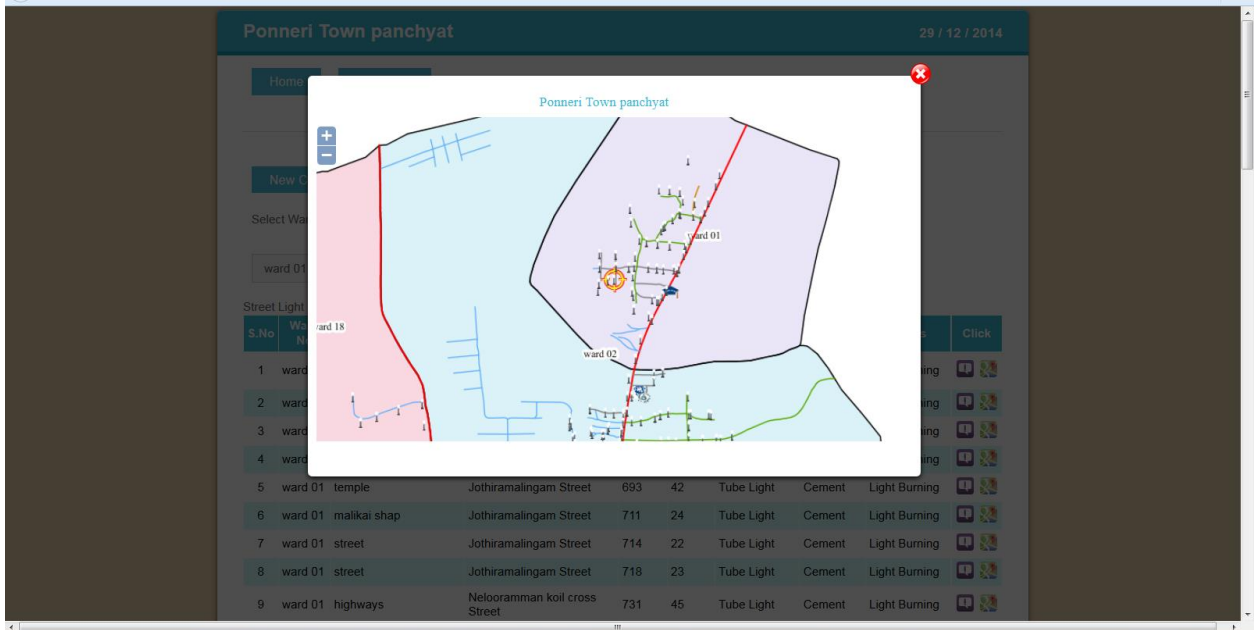 Ponneri Town panchyat 29 / 12 / 2014
Home
Ponneri Town panchyat
+
−
ward 01
ward 18
ward 02
New C
Select Wa
ward 01
Street Light
S.No Wa N s Click
1 ward ning
2 ward ning
3 ward ning
4 ward ning
5 ward 01 temple Jothiramalingam Street 693 42 Tube Light Cement Light Burning
6 ward 01 malikai shap Jothiramalingam Street 711 24 Tube Light Cement Light Burning
7 ward 01 street Jothiramalingam Street 714 22 Tube Light Cement Light Burning
8 ward 01 street Jothiramalingam Street 718 23 Tube Light Cement Light Burning
9 ward 01 highways Nelooramman koil cross Street 731 45 Tube Light Cement Light Burning